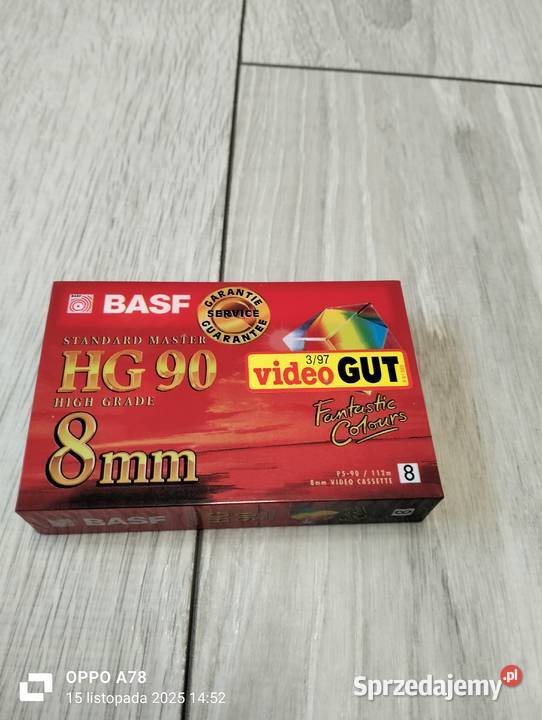 BASF
BASF
GARANTIE
SERVICE
GUARANTEE
STANDARD MASTER
HG 90
HIGH GRADE
8mm
3/97
video GUT
Fantastic
Colours
P5-90 / 112m
8mm VIDEO CASSETTE
8
BASF
OPPO A78
15 listopada 2025 14:52
Sprzedajemy.pl